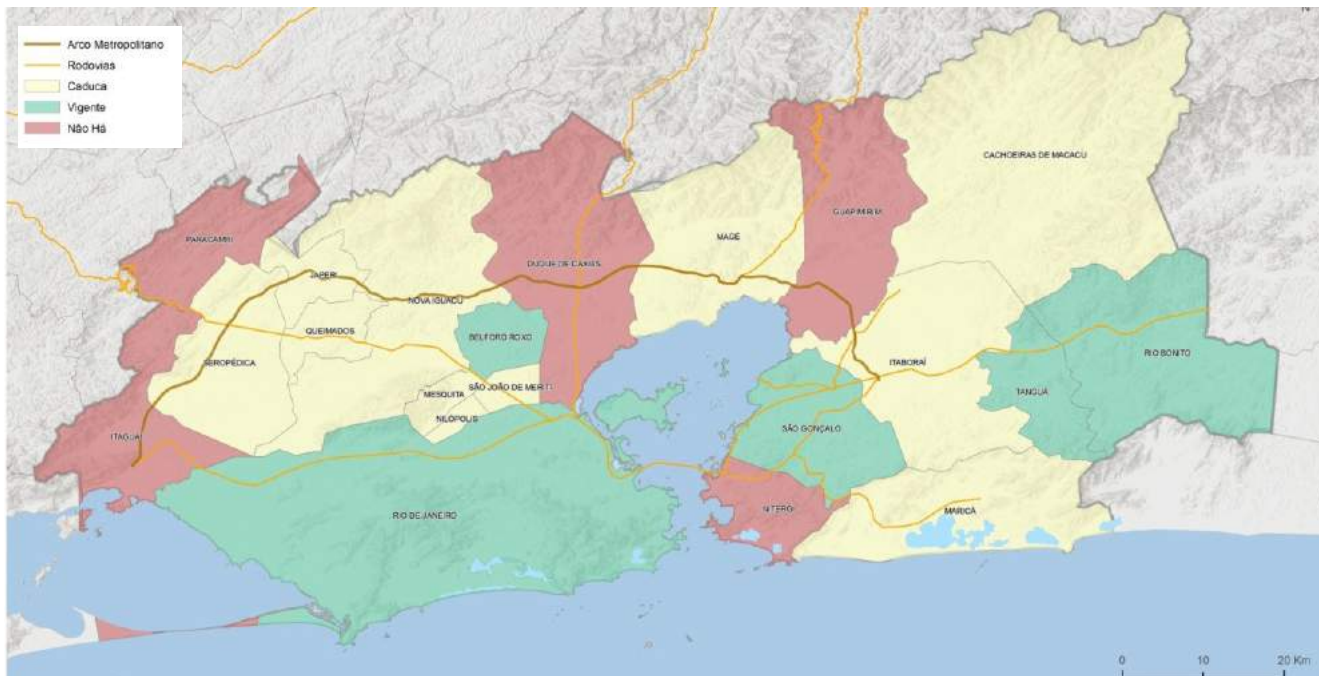 Arco Metropolitano
Rodovias
Caduca
Vigente
Não Há
CACHOEIRAS DE MACACU
GUAPIMIRIM
PARACAMBI
MAGÉ
DUQUE DE CAXIAS
JAPERI
NOVA IGUAÇU
QUEIMADOS
BELFORD ROXO
RIO BONITO
SEROPÉDICA
ITABORAÍ
SÃO JOÃO DE MERITI
MESQUITA
TANGUÁ
NILÓPOLIS
SÃO GONÇALO
ITAGUAÍ
NITERÓI
MARICÁ
RIO DE JANEIRO
0 10 20 Km